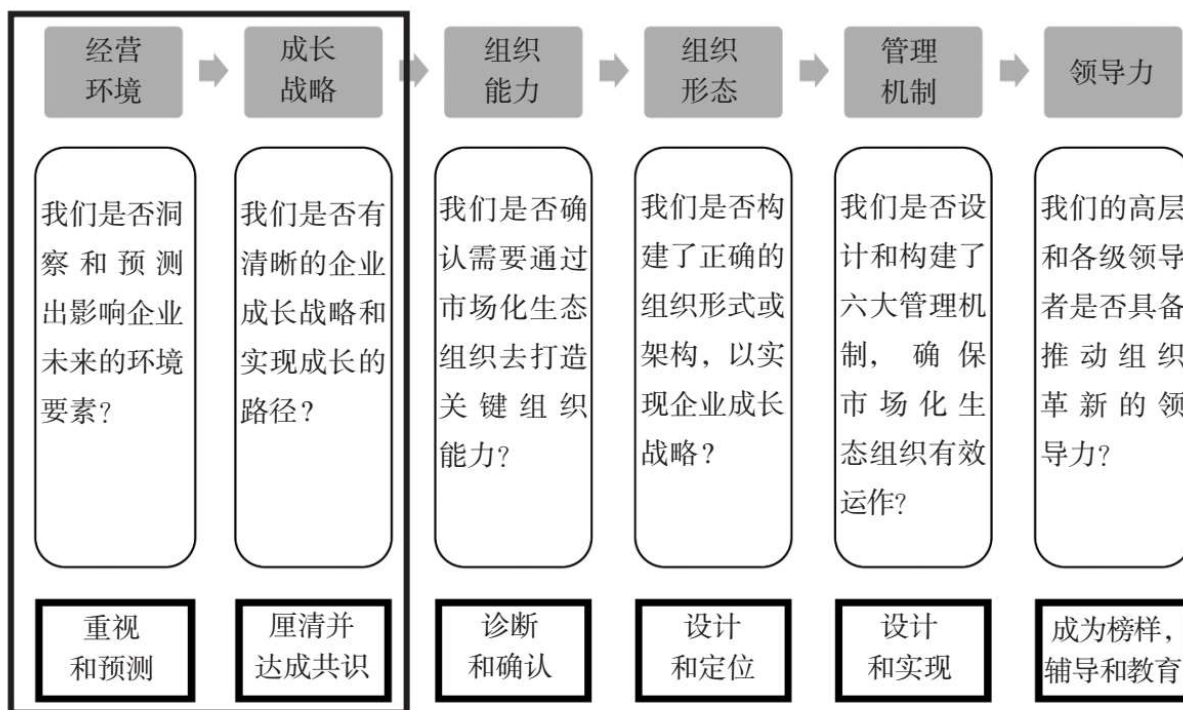 经营
环境
成长
战略
组织
能力
组织
形态
管理
机制
领导力
我们是否洞
察和预测
出影响企业
未来的环境
要素?
我们是否有
清晰的企业
成长战略和
实现成长的
路径?
我们是否确
认需要通过
市场化生态
组织去打造
关键组织
能力?
我们是否构
建了正确的
组织形式或
架构，以实
现企业成长
战略?
我们是否设
计和构建了
六大管理机
制，确保
市场化生
态组织有效
运作?
我们的高层
和各级领导
者是否具备
推动组织
革新的领
导力?
重视
和预测
厘清并
达成共识
诊断
和确认
设计
和定位
设计
和实现
成为榜样，
辅导和教育